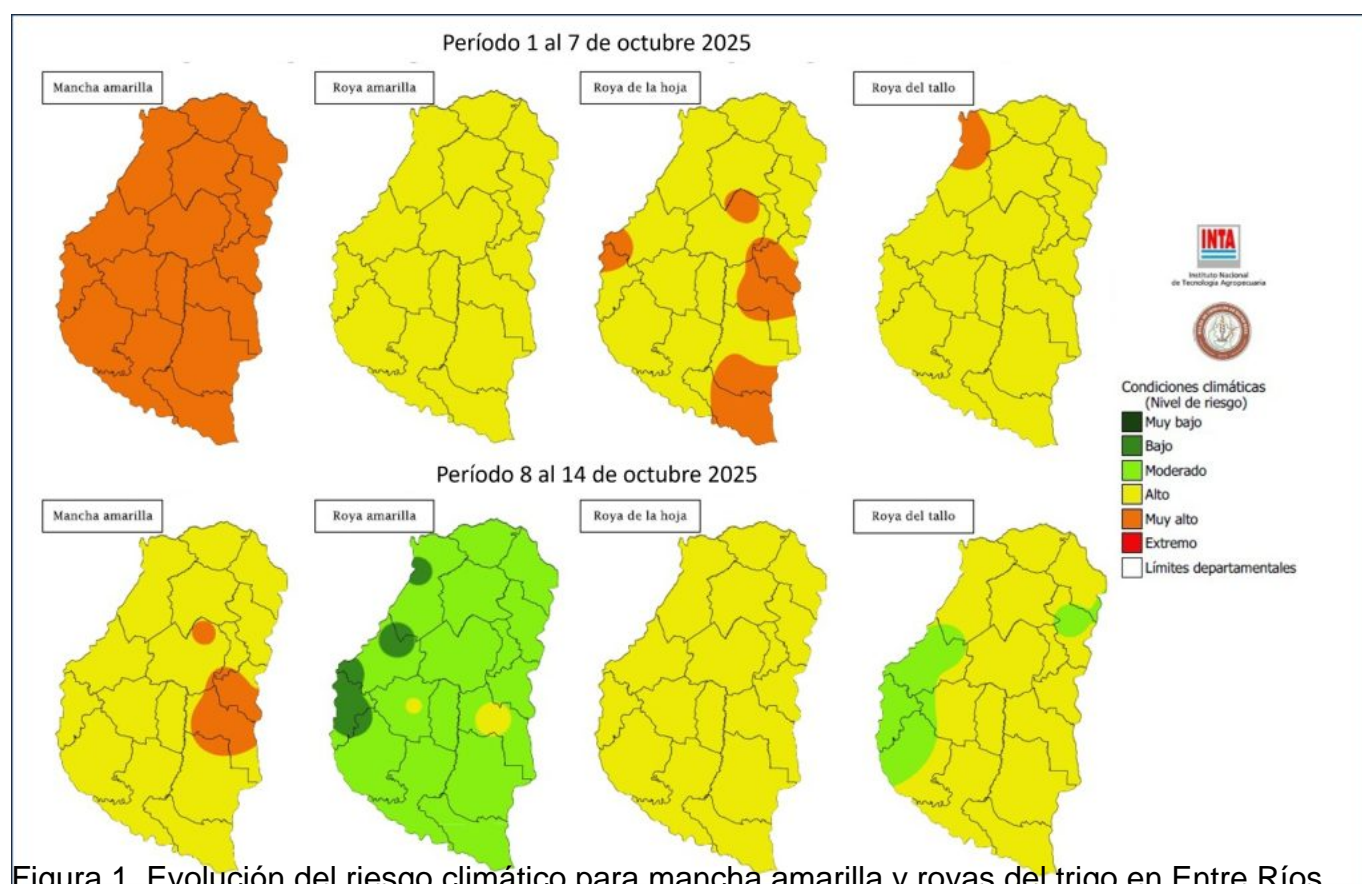 Período 1 al 7 de octubre 2025
Mancha amarilla
Roya amarilla
Roya de la hoja
Roya del tallo
INTA
Instituto Nacional
de Tecnología Agropecuaria
Condiciones climáticas
(Nivel de riesgo)
Muy bajo
Bajo
Moderado
Alto
Muy alto
Extremo
Límites departamentales
Período 8 al 14 de octubre 2025
Mancha amarilla
Roya amarilla
Roya de la hoja
Roya del tallo
Figura 1. Evolución del riesgo climático para mancha amarilla y royas del trigo en Entre Ríos